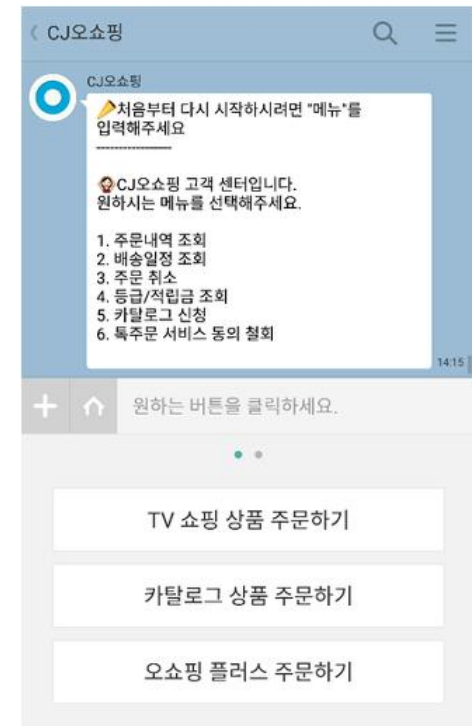 CJ오쇼핑
CJ오쇼핑
처음부터 다시 시작하시려면 "메뉴"를
입력해주세요
----------------
CJ오쇼핑 고객 센터입니다.
원하시는 메뉴를 선택해주세요.
1. 주문내역 조회
2. 배송일정 조회
3. 주문 취소
4. 등급/적립금 조회
5. 카탈로그 신청
6. 톡주문 서비스 동의 철회
14:15
원하는 버튼을 클릭하세요.
TV 쇼핑 상품 주문하기
카탈로그 상품 주문하기
오쇼핑 플러스 주문하기